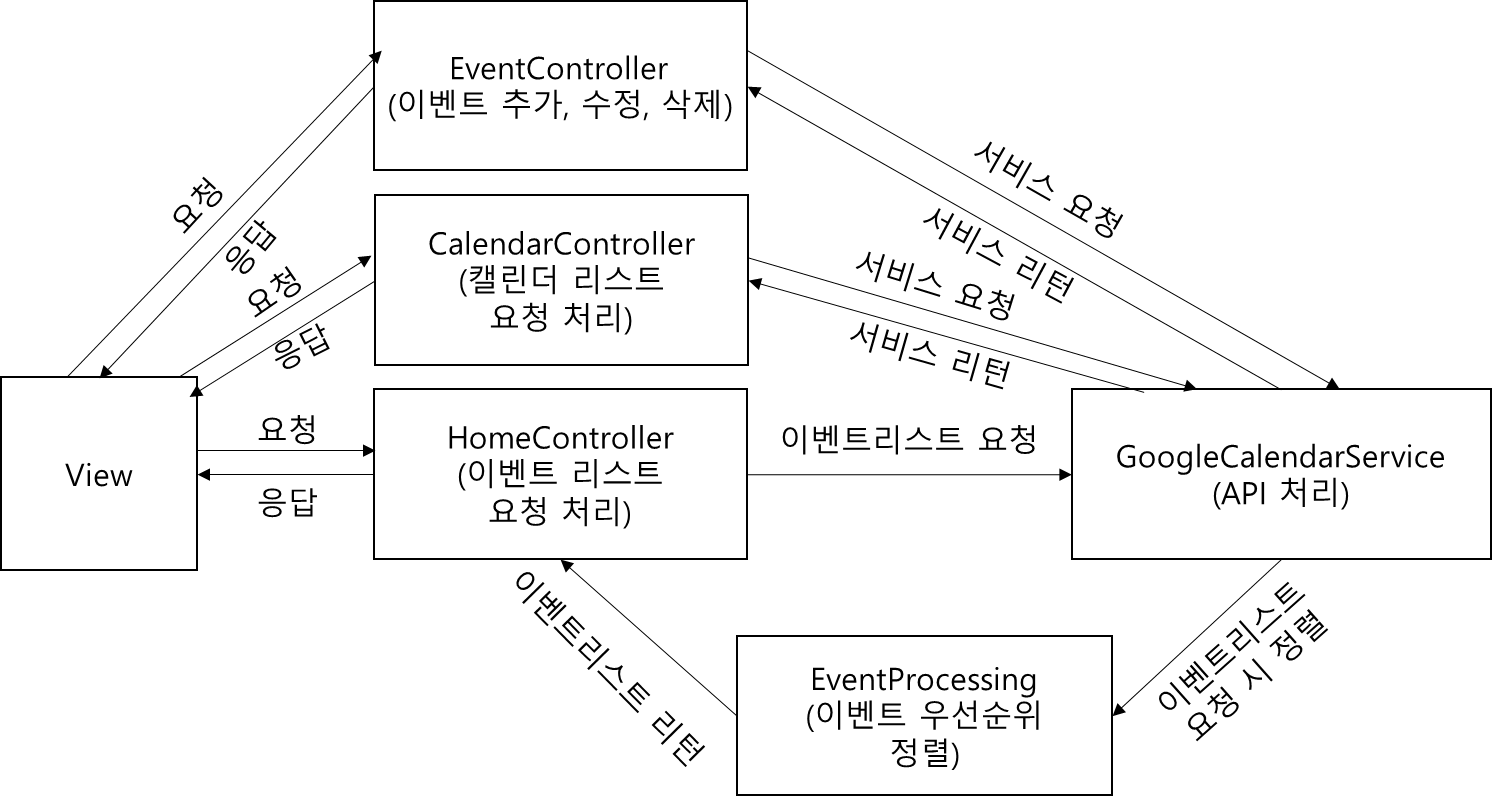 EventController
(이벤트 추가, 수정, 삭제)
요청
응답
서비스 요청
서비스 리턴
CalendarController
(캘린더 리스트
요청 처리)
요청
응답
서비스 요청
서비스 리턴
View
요청
응답
HomeController
(이벤트 리스트
요청 처리)
이벤트리스트 요청
GoogleCalendarService
(API 처리)
이벤트리스트 리턴
EventProcessing
(이벤트 우선순위
정렬)
이벤트리스트
요청 시 정렬